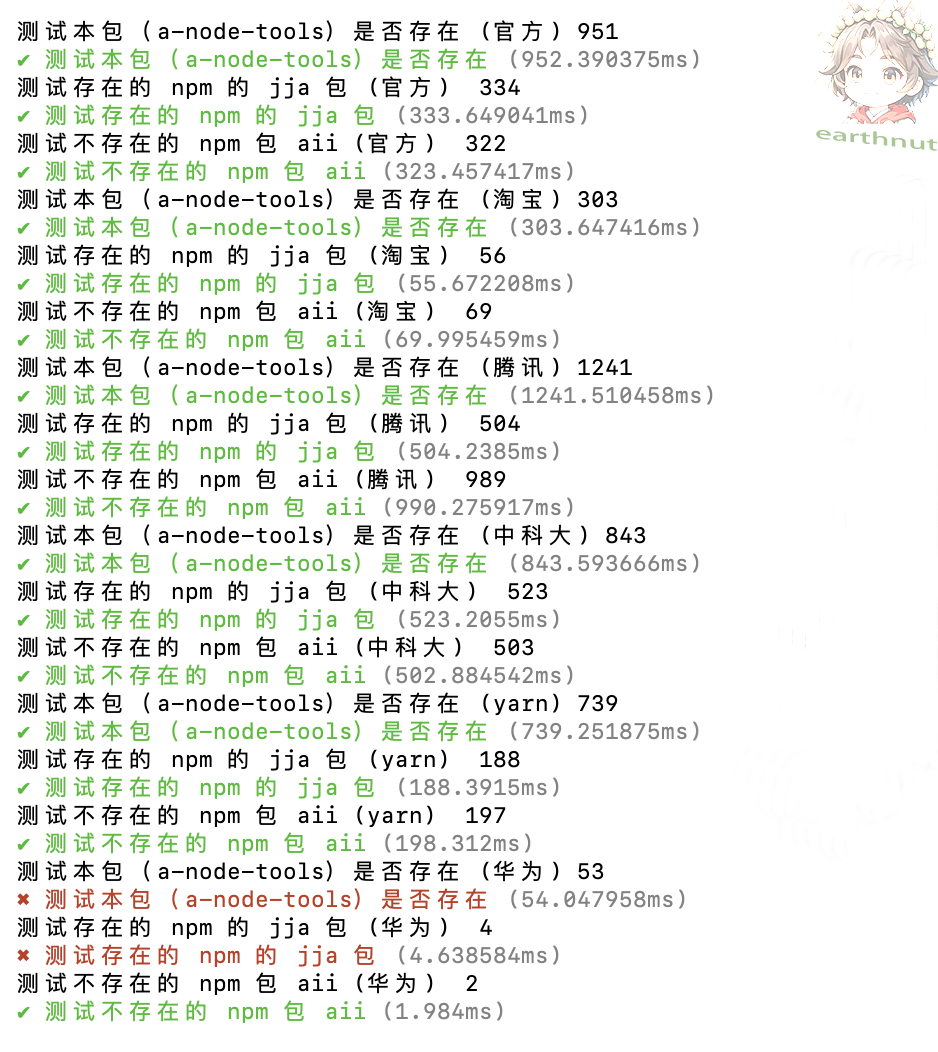 测试本包（a-node-tools）是否存在（官方）951
✔ 测试本包（a-node-tools）是否存在 (952.390375ms)
测试存在的 npm 的 jja 包（官方） 334
✔ 测试存在的 npm 的 jja 包 (333.649041ms)
测试不存在的 npm 包 aii（官方） 322
✔ 测试不存在的 npm 包 aii (323.457417ms)
测试本包（a-node-tools）是否存在（淘宝）303
✔ 测试本包（a-node-tools）是否存在 (303.647416ms)
测试存在的 npm 的 jja 包（淘宝） 56
✔ 测试存在的 npm 的 jja 包 (55.672208ms)
测试不存在的 npm 包 aii（淘宝） 69
✔ 测试不存在的 npm 包 aii (69.995459ms)
测试本包（a-node-tools）是否存在（腾讯）1241
✔ 测试本包（a-node-tools）是否存在 (1241.510458ms)
测试存在的 npm 的 jja 包（腾讯） 504
✔ 测试存在的 npm 的 jja 包 (504.2385ms)
测试不存在的 npm 包 aii（腾讯） 989
✔ 测试不存在的 npm 包 aii (990.275917ms)
测试本包（a-node-tools）是否存在（中科大）843
✔ 测试本包（a-node-tools）是否存在 (843.593666ms)
测试存在的 npm 的 jja 包（中科大） 523
✔ 测试存在的 npm 的 jja 包 (523.2055ms)
测试不存在的 npm 包 aii（中科大） 503
✔ 测试不存在的 npm 包 aii (502.884542ms)
测试本包（a-node-tools）是否存在（yarn）739
✔ 测试本包（a-node-tools）是否存在 (739.251875ms)
测试存在的 npm 的 jja 包（yarn） 188
✔ 测试存在的 npm 的 jja 包 (188.3915ms)
测试不存在的 npm 包 aii（yarn） 197
✔ 测试不存在的 npm 包 aii (198.312ms)
测试本包（a-node-tools）是否存在（华为）53
✖ 测试本包（a-node-tools）是否存在 (54.047958ms)
测试存在的 npm 的 jja 包（华为） 4
✖ 测试存在的 npm 的 jja 包 (4.638584ms)
测试不存在的 npm 包 aii（华为） 2
✔ 测试不存在的 npm 包 aii (1.984ms)
earthnut